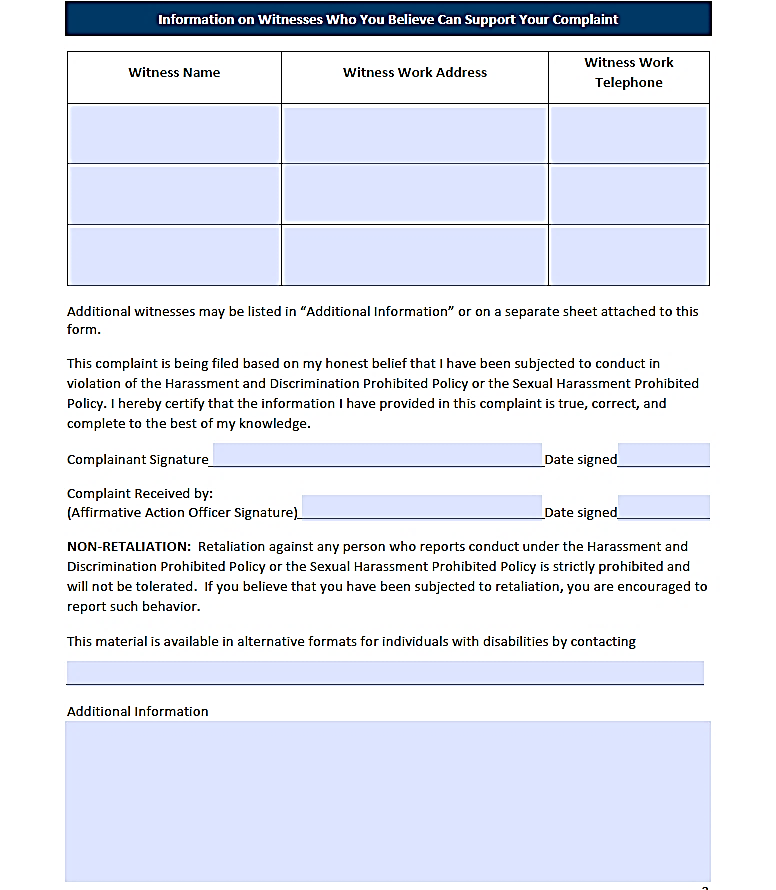 Information on Witnesses Who You Believe Can Support Your Complaint
Witness Name
Witness Work Address
Witness Work
Telephone
Additional witnesses may be listed in “Additional Information” or on a separate sheet attached to this
form.
This complaint is being filed based on my honest belief that I have been subjected to conduct in
violation of the Harassment and Discrimination Prohibited Policy or the Sexual Harassment Prohibited
Policy. I hereby certify that the information I have provided in this complaint is true, correct, and
complete to the best of my knowledge.
Complainant Signature Date signed
Complaint Received by:
(Affirmative Action Officer Signature) Date signed
NON-RETALIATION: Retaliation against any person who reports conduct under the Harassment and
Discrimination Prohibited Policy or the Sexual Harassment Prohibited Policy is strictly prohibited and
will not be tolerated. If you believe that you have been subjected to retaliation, you are encouraged to
report such behavior.
This material is available in alternative formats for individuals with disabilities by contacting
Additional Information